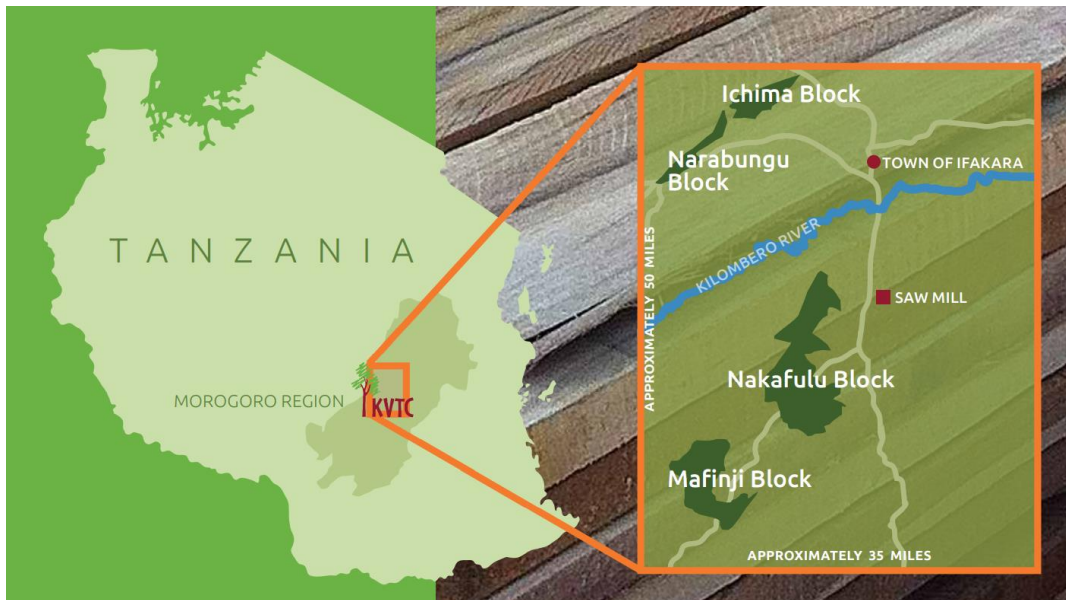 TANZANIA
MOROGORO REGION
KVTC
Ichima Block
Narabungu
Block
TOWN OF IFAKARA
KILOMBERO RIVER
APPROXIMATELY 50 MILES
SAW MILL
Nakafulu Block
Mafinji Block
APPROXIMATELY 35 MILES